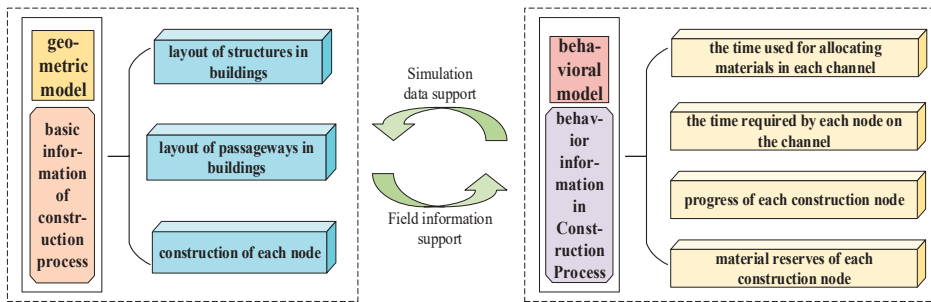 geo-
metric
model
basic
infor-
mation
of
constr-
uction
process
layout of structures in
buildings
layout of passageways in
buildings
construction of each node
Simulation
data support
Field information
support
beha-
vioral
model
behav-
ior
infor-
mation
in
Const-
ruction
Process
the time used for allocating
materials in each channel
the time required by each node on
the channel
progress of each construction node
material reserves of each
construction node